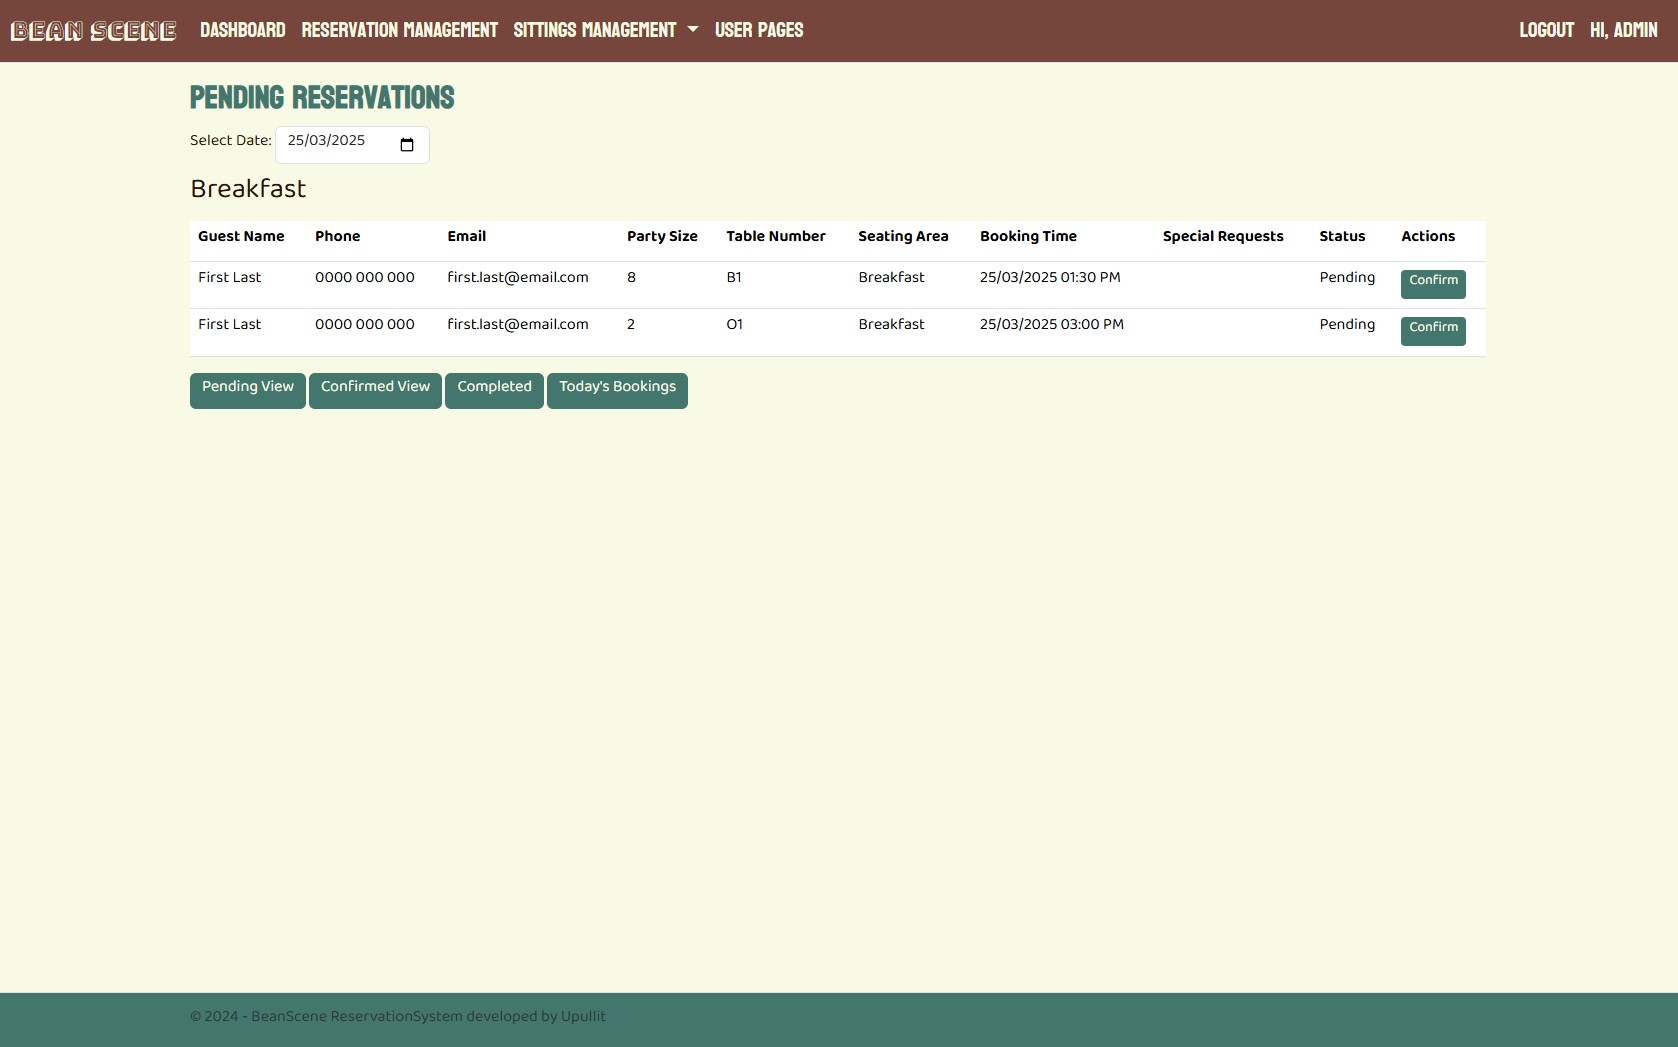 BEAN SCENE DASHBOARD RESERVATION MANAGEMENT SITTINGS MANAGEMENT USER PAGES LOGOUT HI, ADMIN
PENDING RESERVATIONS
Select Date: 25/03/2025
Breakfast
Guest Name Phone Email Party Size Table Number Seating Area Booking Time Special Requests Status Actions
First Last 0000 000 000 first.last@email.com 8 B1 Breakfast 25/03/2025 01:30 PM Pending Confirm
First Last 0000 000 000 first.last@email.com 2 O1 Breakfast 25/03/2025 03:00 PM Pending Confirm
Pending View Confirmed View Completed Today's Bookings
© 2024 - BeanScene ReservationSystem developed by Upullit